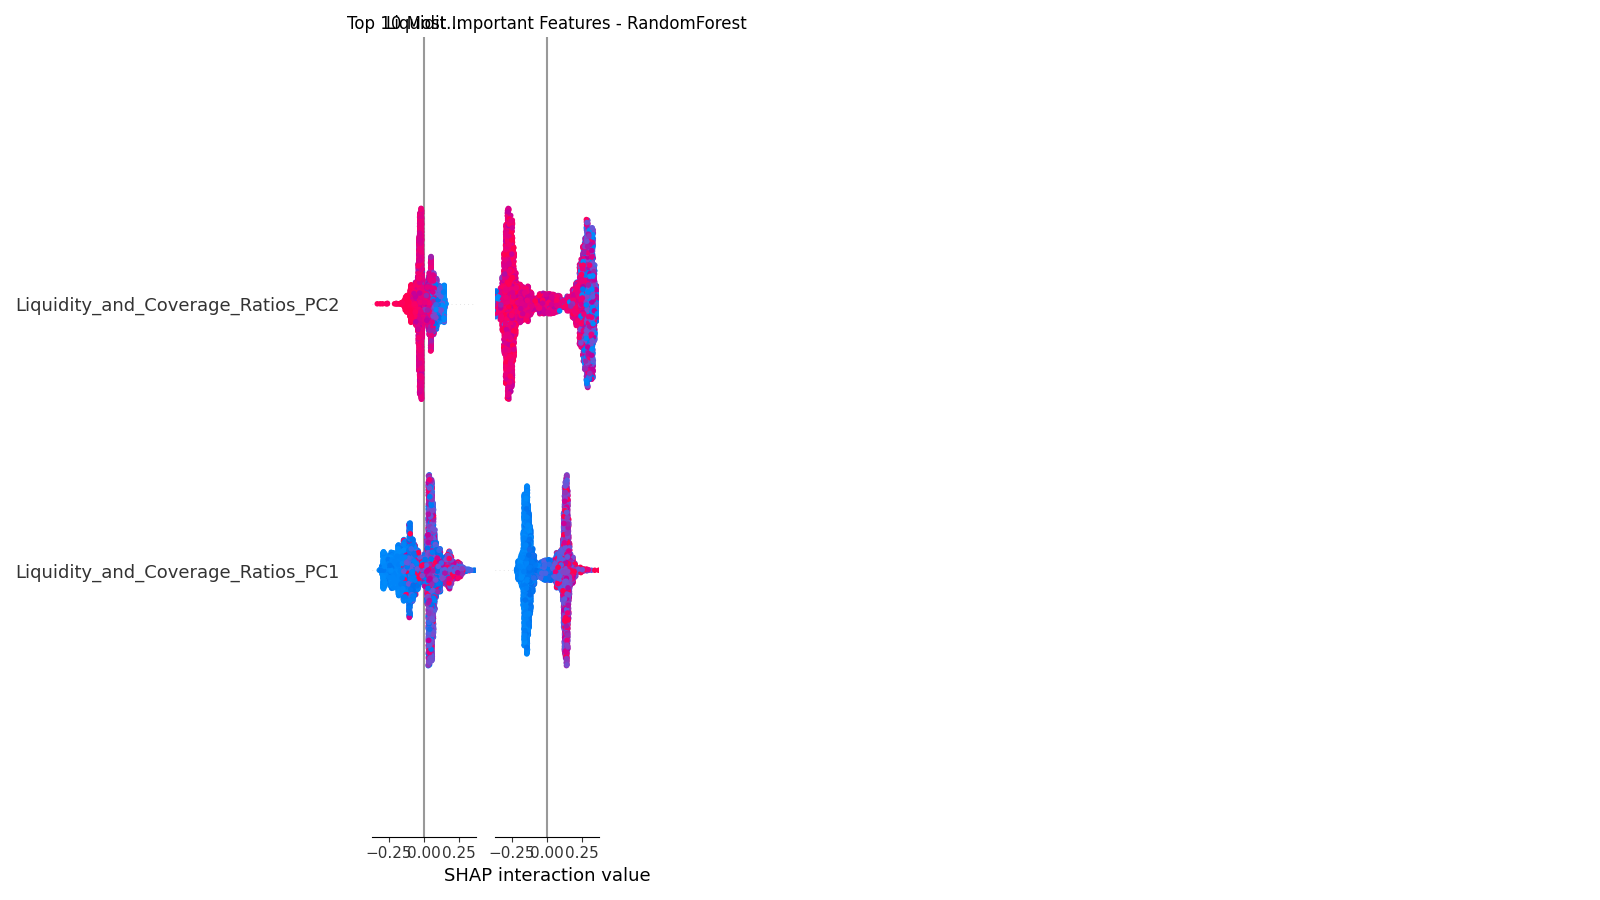 Top 10 Most Important Features - RandomForest
Liquidit...
Liquidity_and_Coverage_Ratios_PC2
Liquidity_and_Coverage_Ratios_PC1
−0.25 0.00 0.25 −0.25 0.00 0.25
SHAP interaction value